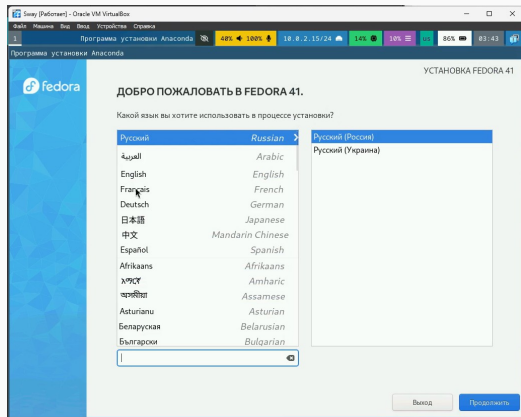 Sway [Работает] - Oracle VM VirtualBox
Файл Машина Вид Ввод Устройства Справка
1 Программа установки Anaconda 40% 100% 10.0.2.15/24 14% 10% us 86% 03:43
Программа установки Anaconda
УСТАНОВКА FEDORA 41
fedora
ДОБРО ПОЖАЛОВАТЬ В FEDORA 41.
Какой язык вы хотите использовать в процессе установки?
Русский Russian
العربية Arabic
English English
Français French
Deutsch German
日本語 Japanese
中文 Mandarin Chinese
Español Spanish
Afrikaans Afrikaans
አማርኛ Amharic
অসমীয়া Assamese
Asturianu Asturian
Беларуская Belarusian
Български Bulgarian
Русский (Россия)
Русский (Украина)
Выход
Продолжить